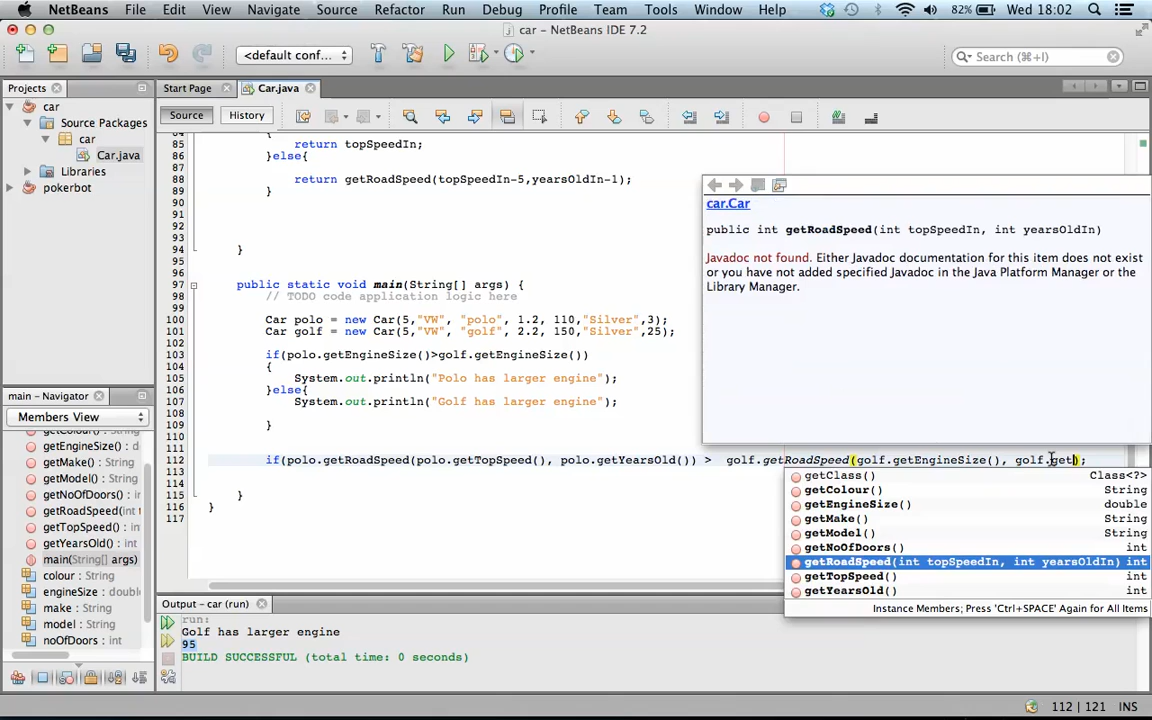 NetBeans File Edit View Navigate Source Refactor Run Debug Profile Team Tools Window Help 82% Wed 18:02
car – NetBeans IDE 7.2
<default conf... Search (⌘+I)
Projects Start Page Car.java
car
Source Packages
car
Car.java
Libraries
pokerbot
Source History
84 {
85 return topSpeedIn;
86 }else{
87
88 return getRoadSpeed(topSpeedIn-5,yearsOldIn-1);
89 }
90
91
92
93
94 }
95
96
97 public static void main(String[] args) {
98 // TODO code application logic here
99
100 Car polo = new Car(5,"VW", "polo", 1.2, 110,"Silver",3);
101 Car golf = new Car(5,"VW", "golf", 2.2, 150,"Silver",25);
102
103 if(polo.getEngineSize()>golf.getEngineSize())
104 {
105 System.out.println("Polo has larger engine");
106 }else{
107 System.out.println("Golf has larger engine");
108
109 }
110
111
112 if(polo.getRoadSpeed(polo.getTopSpeed(), polo.getYearsOld()) > golf.getRoadSpeed(golf.getEngineSize(), golf.get);
113
114
115 }
116 }
117
car.Car
public int getRoadSpeed(int topSpeedIn, int yearsOldIn)
Javadoc not found. Either Javadoc documentation for this item does not exist
or you have not added specified Javadoc in the Java Platform Manager or the
Library Manager.
getClass() Class<?>
getColour() String
getEngineSize() double
getMake() String
getModel() String
getNoOfDoors() int
getRoadSpeed(int topSpeedIn, int yearsOldIn) int
getTopSpeed() int
getYearsOld() int
Instance Members; Press 'Ctrl+SPACE' Again for All Items
main – Navigator
Members View
getColour() : String
getEngineSize() : d
getMake() : String
getModel() : String
getNoOfDoors() : int
getRoadSpeed(int t
getTopSpeed() : int
getYearsOld() : int
main(String[] args)
colour : String
engineSize : double
make : String
model : String
noOfDoors : int
Output – car (run)
run:
Golf has larger engine
95
BUILD SUCCESSFUL (total time: 0 seconds)
112 | 121 INS